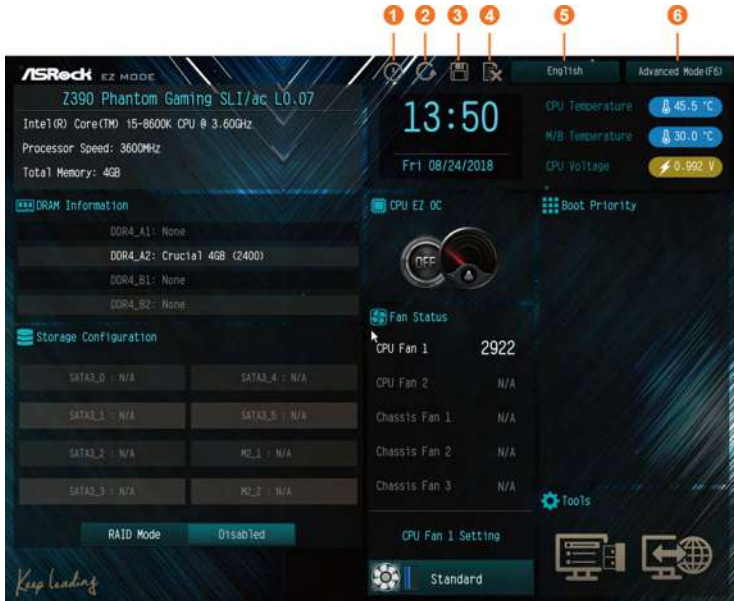 1 2 3 4 5 6
ASRock EZ MODE
English
Advanced Mode(F6)
Z390 Phantom Gaming SLI/ac L0.07
Intel(R) Core(TM) i5-8600K CPU @ 3.60GHz
Processor Speed: 3600MHz
Total Memory: 4GB
13:50
Fri 08/24/2018
CPU Temperature
45.5 °C
M/B Temperature
30.0 °C
CPU Voltage
0.992 V
DRAM Information
DDR4_A1: None
DDR4_A2: Crucial 4GB (2400)
DDR4_B1: None
DDR4_B2: None
Storage Configuration
SATA3_0 : N/A
SATA3_4 : N/A
SATA3_1 : N/A
SATA3_5 : N/A
SATA3_2 : N/A
M2_1 : N/A
SATA3_3 : N/A
M2_2 : N/A
RAID Mode
Disabled
Keep leading
CPU EZ OC
OFF
Fan Status
CPU Fan 1
2922
CPU Fan 2
N/A
Chassis Fan 1
N/A
Chassis Fan 2
N/A
Chassis Fan 3
N/A
CPU Fan 1 Setting
Standard
Boot Priority
Tools